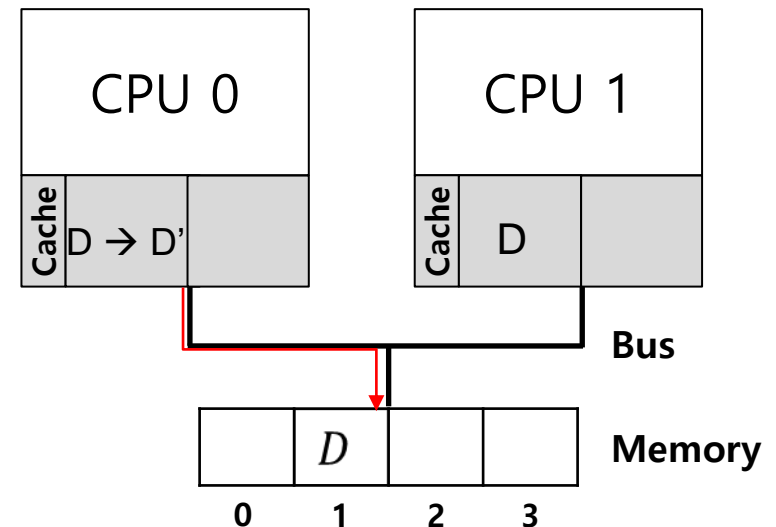 CPU 0
CPU 1
Cache
D → D’
Cache
D
Bus
D
Memory
0 1 2 3